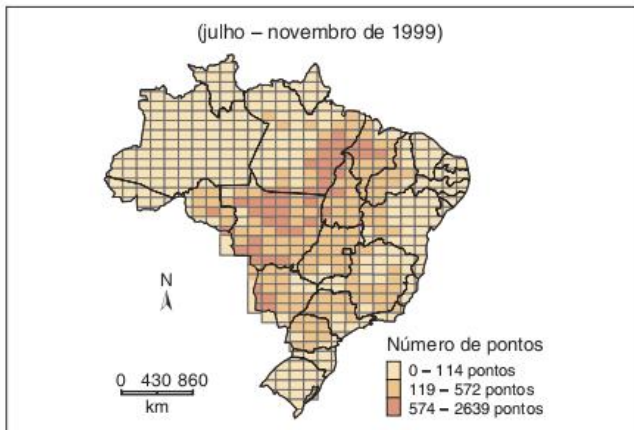 (julho – novembro de 1999)
N
0 430 860
km
Número de pontos
0 – 114 pontos
119 – 572 pontos
574 – 2639 pontos